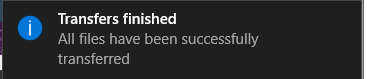 Transfers finished
All files have been successfully
transferred